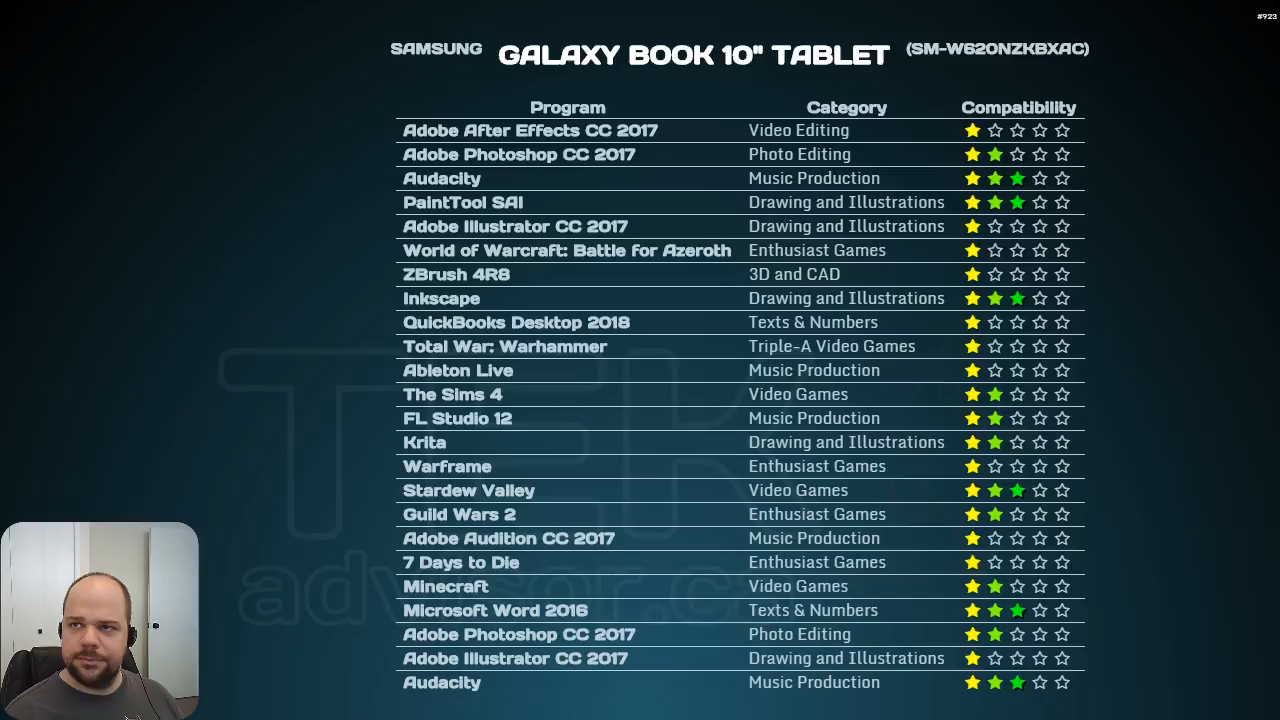 #923
SAMSUNG GALAXY BOOK 10" TABLET (SM-W620NZKBXAC)
Program Category Compatibility
Adobe After Effects CC 2017 Video Editing
Adobe Photoshop CC 2017 Photo Editing
Audacity Music Production
PaintTool SAI Drawing and Illustrations
Adobe Illustrator CC 2017 Drawing and Illustrations
World of Warcraft: Battle for Azeroth Enthusiast Games
ZBrush 4R8 3D and CAD
Inkscape Drawing and Illustrations
QuickBooks Desktop 2018 Texts & Numbers
Total War: Warhammer Triple-A Video Games
Ableton Live Music Production
The Sims 4 Video Games
FL Studio 12 Music Production
Krita Drawing and Illustrations
Warframe Enthusiast Games
Stardew Valley Video Games
Guild Wars 2 Enthusiast Games
Adobe Audition CC 2017 Music Production
7 Days to Die Enthusiast Games
Minecraft Video Games
Microsoft Word 2016 Texts & Numbers
Adobe Photoshop CC 2017 Photo Editing
Adobe Illustrator CC 2017 Drawing and Illustrations
Audacity Music Production
TEK